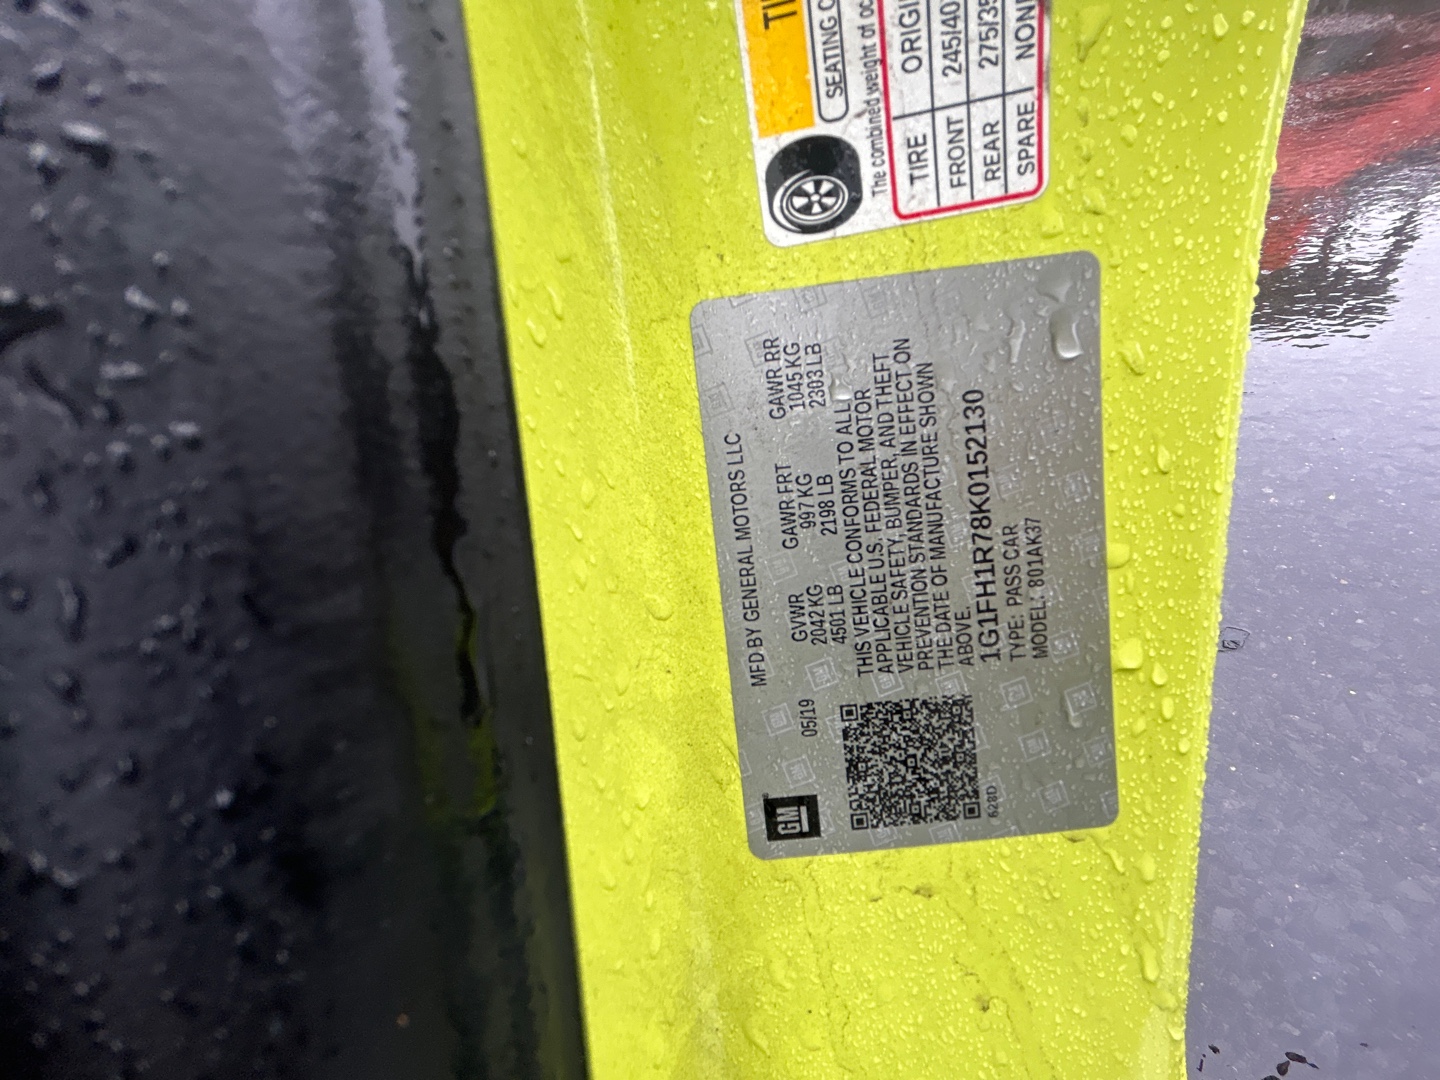 TI
SEATING C
The combined weight of oc
TIRE ORIGI
FRONT 245/40
REAR 275/35
SPARE NON
GM
MFD BY GENERAL MOTORS LLC
05/19 GVWR GAWR FRT GAWR RR
2042 KG 997 KG 1045 KG
4501 LB 2198 LB 2303 LB
THIS VEHICLE CONFORMS TO ALL
APPLICABLE U.S. FEDERAL MOTOR
VEHICLE SAFETY, BUMPER, AND THEFT
PREVENTION STANDARDS IN EFFECT ON
THE DATE OF MANUFACTURE SHOWN
ABOVE.
1G1FH1R78K0152130
628D TYPE: PASS CAR
MODEL: 801AK37